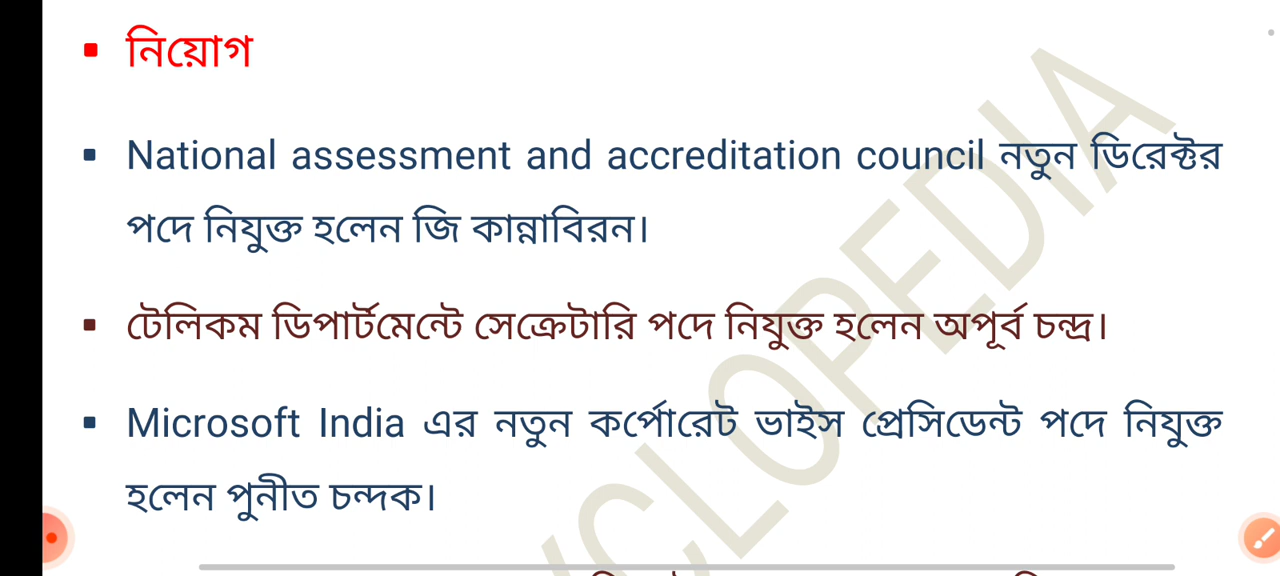 নিয়োগ
National assessment and accreditation council নতুন ডিরেক্টর
পদে নিযুক্ত হলেন জি কান্নাবিরন।
টেলিকম ডিপার্টমেন্টে সেক্রেটারি পদে নিযুক্ত হলেন অপূর্ব চন্দ্র।
Microsoft India এর নতুন কর্পোরেট ভাইস প্রেসিডেন্ট পদে নিযুক্ত
হলেন পুনীত চন্দক।
YCLOPEDIA